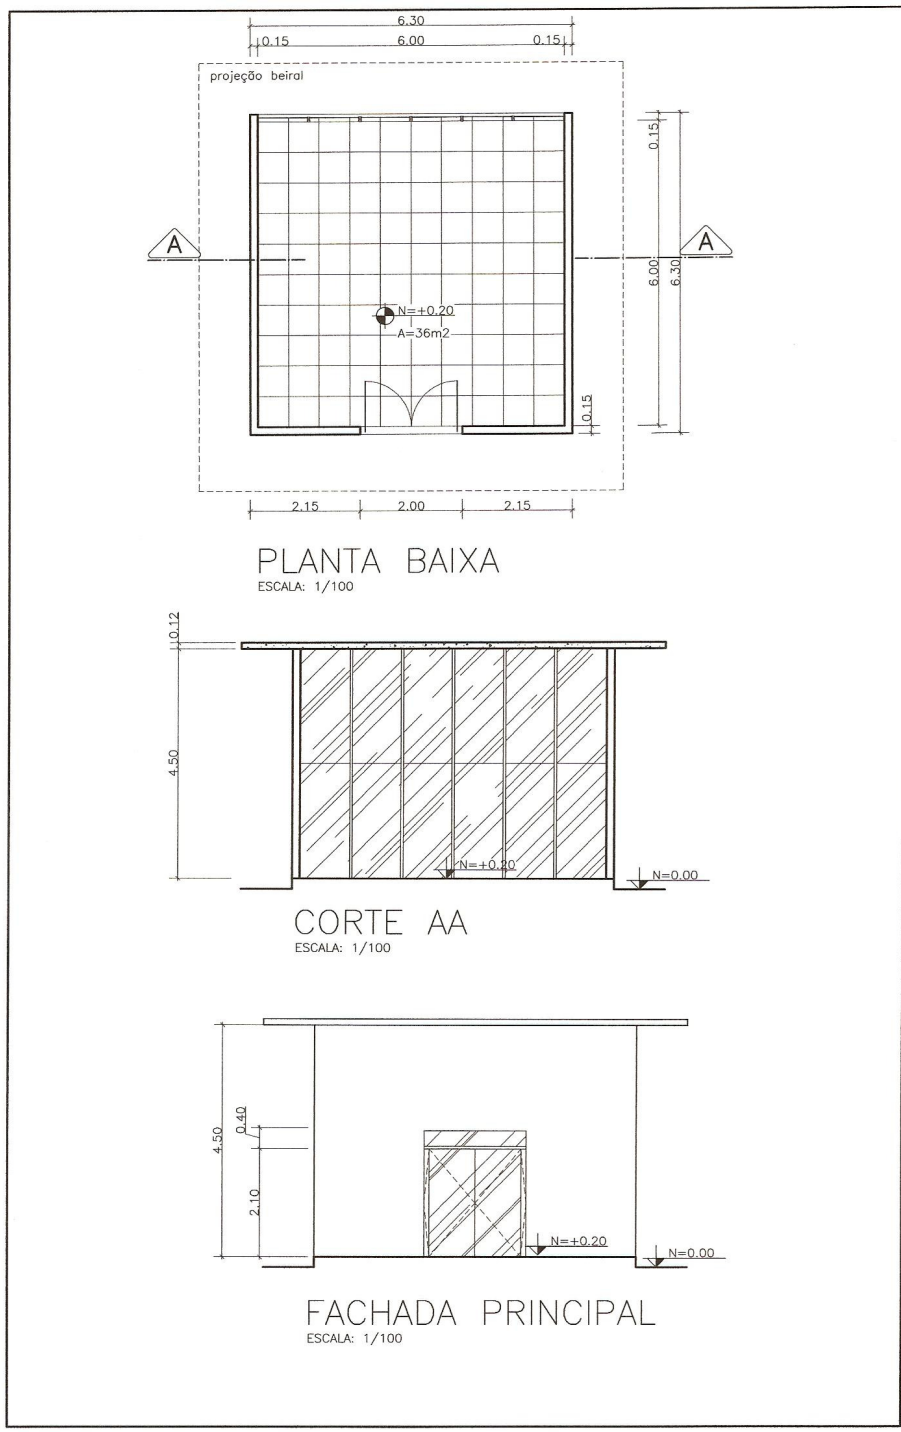 6.30
0.15 6.00 0.15
projeção beiral
0.15
A A
6.00
6.30
N=+0.20
A=36m2
0.15
2.15 2.00 2.15
PLANTA BAIXA
ESCALA: 1/100
0.12
4.50
N=+0.20
N=0.00
CORTE AA
ESCALA: 1/100
0.40
4.50
2.10
N=+0.20
N=0.00
FACHADA PRINCIPAL
ESCALA: 1/100